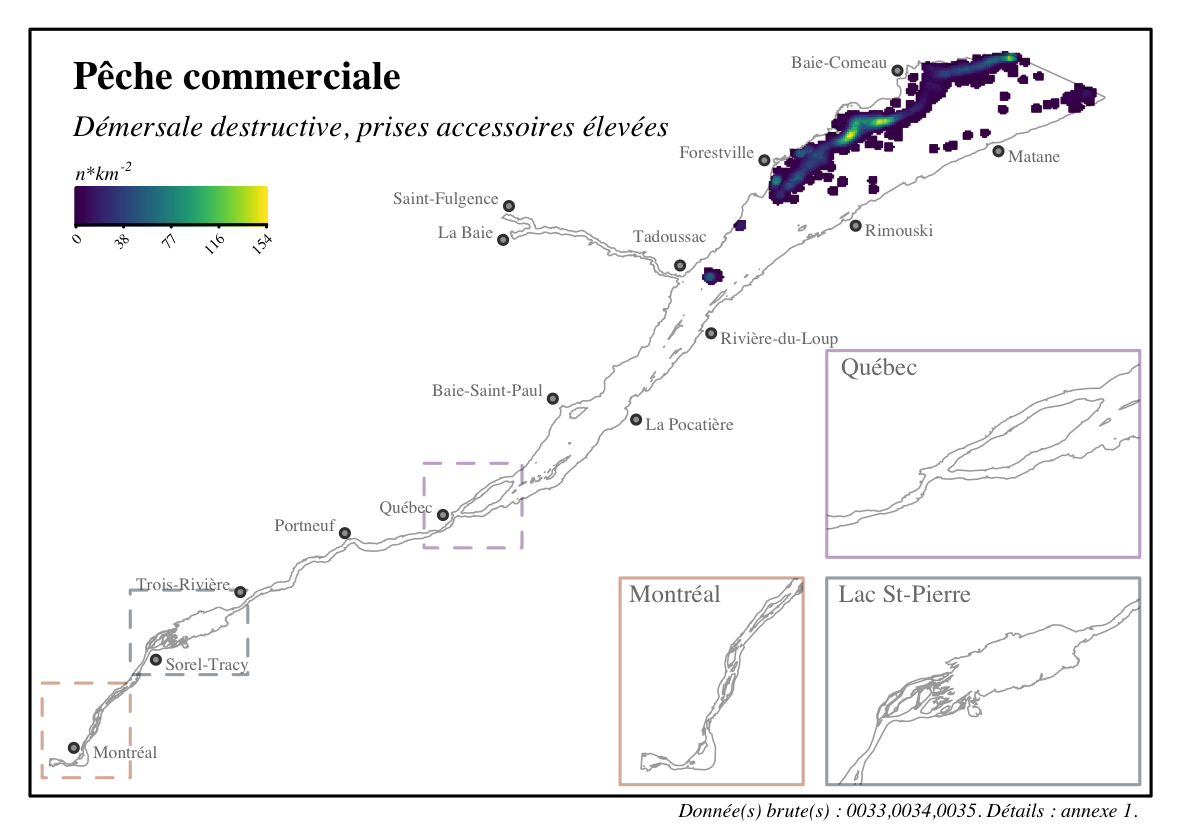 Pêche commerciale
Démersale destructive, prises accessoires élevées
n*km-2
0 38 77 116 154
Baie-Comeau
Forestville
Matane
Saint-Fulgence
La Baie
Tadoussac
Rimouski
Rivière-du-Loup
Baie-Saint-Paul
La Pocatière
Québec
Québec
Portneuf
Trois-Rivière
Sorel-Tracy
Montréal
Montréal
Lac St-Pierre
Donnée(s) brute(s) : 0033,0034,0035. Détails : annexe 1.